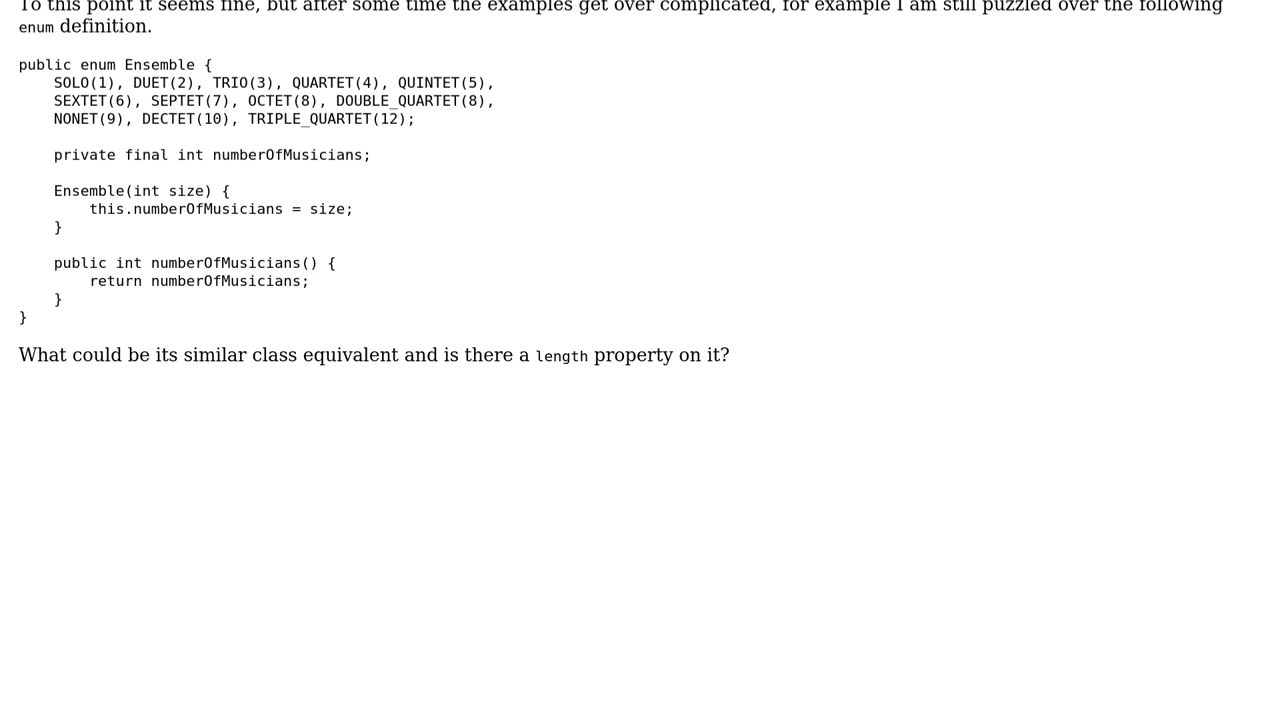 To this point it seems fine, but after some time the examples get over complicated, for example I am still puzzled over the following
enum definition.
public enum Ensemble {
    SOLO(1), DUET(2), TRIO(3), QUARTET(4), QUINTET(5),
    SEXTET(6), SEPTET(7), OCTET(8), DOUBLE_QUARTET(8),
    NONET(9), DECTET(10), TRIPLE_QUARTET(12);
    private final int numberOfMusicians;
    Ensemble(int size) {
        this.numberOfMusicians = size;
    }
    public int numberOfMusicians() {
        return numberOfMusicians;
    }
}
What could be its similar class equivalent and is there a length property on it?